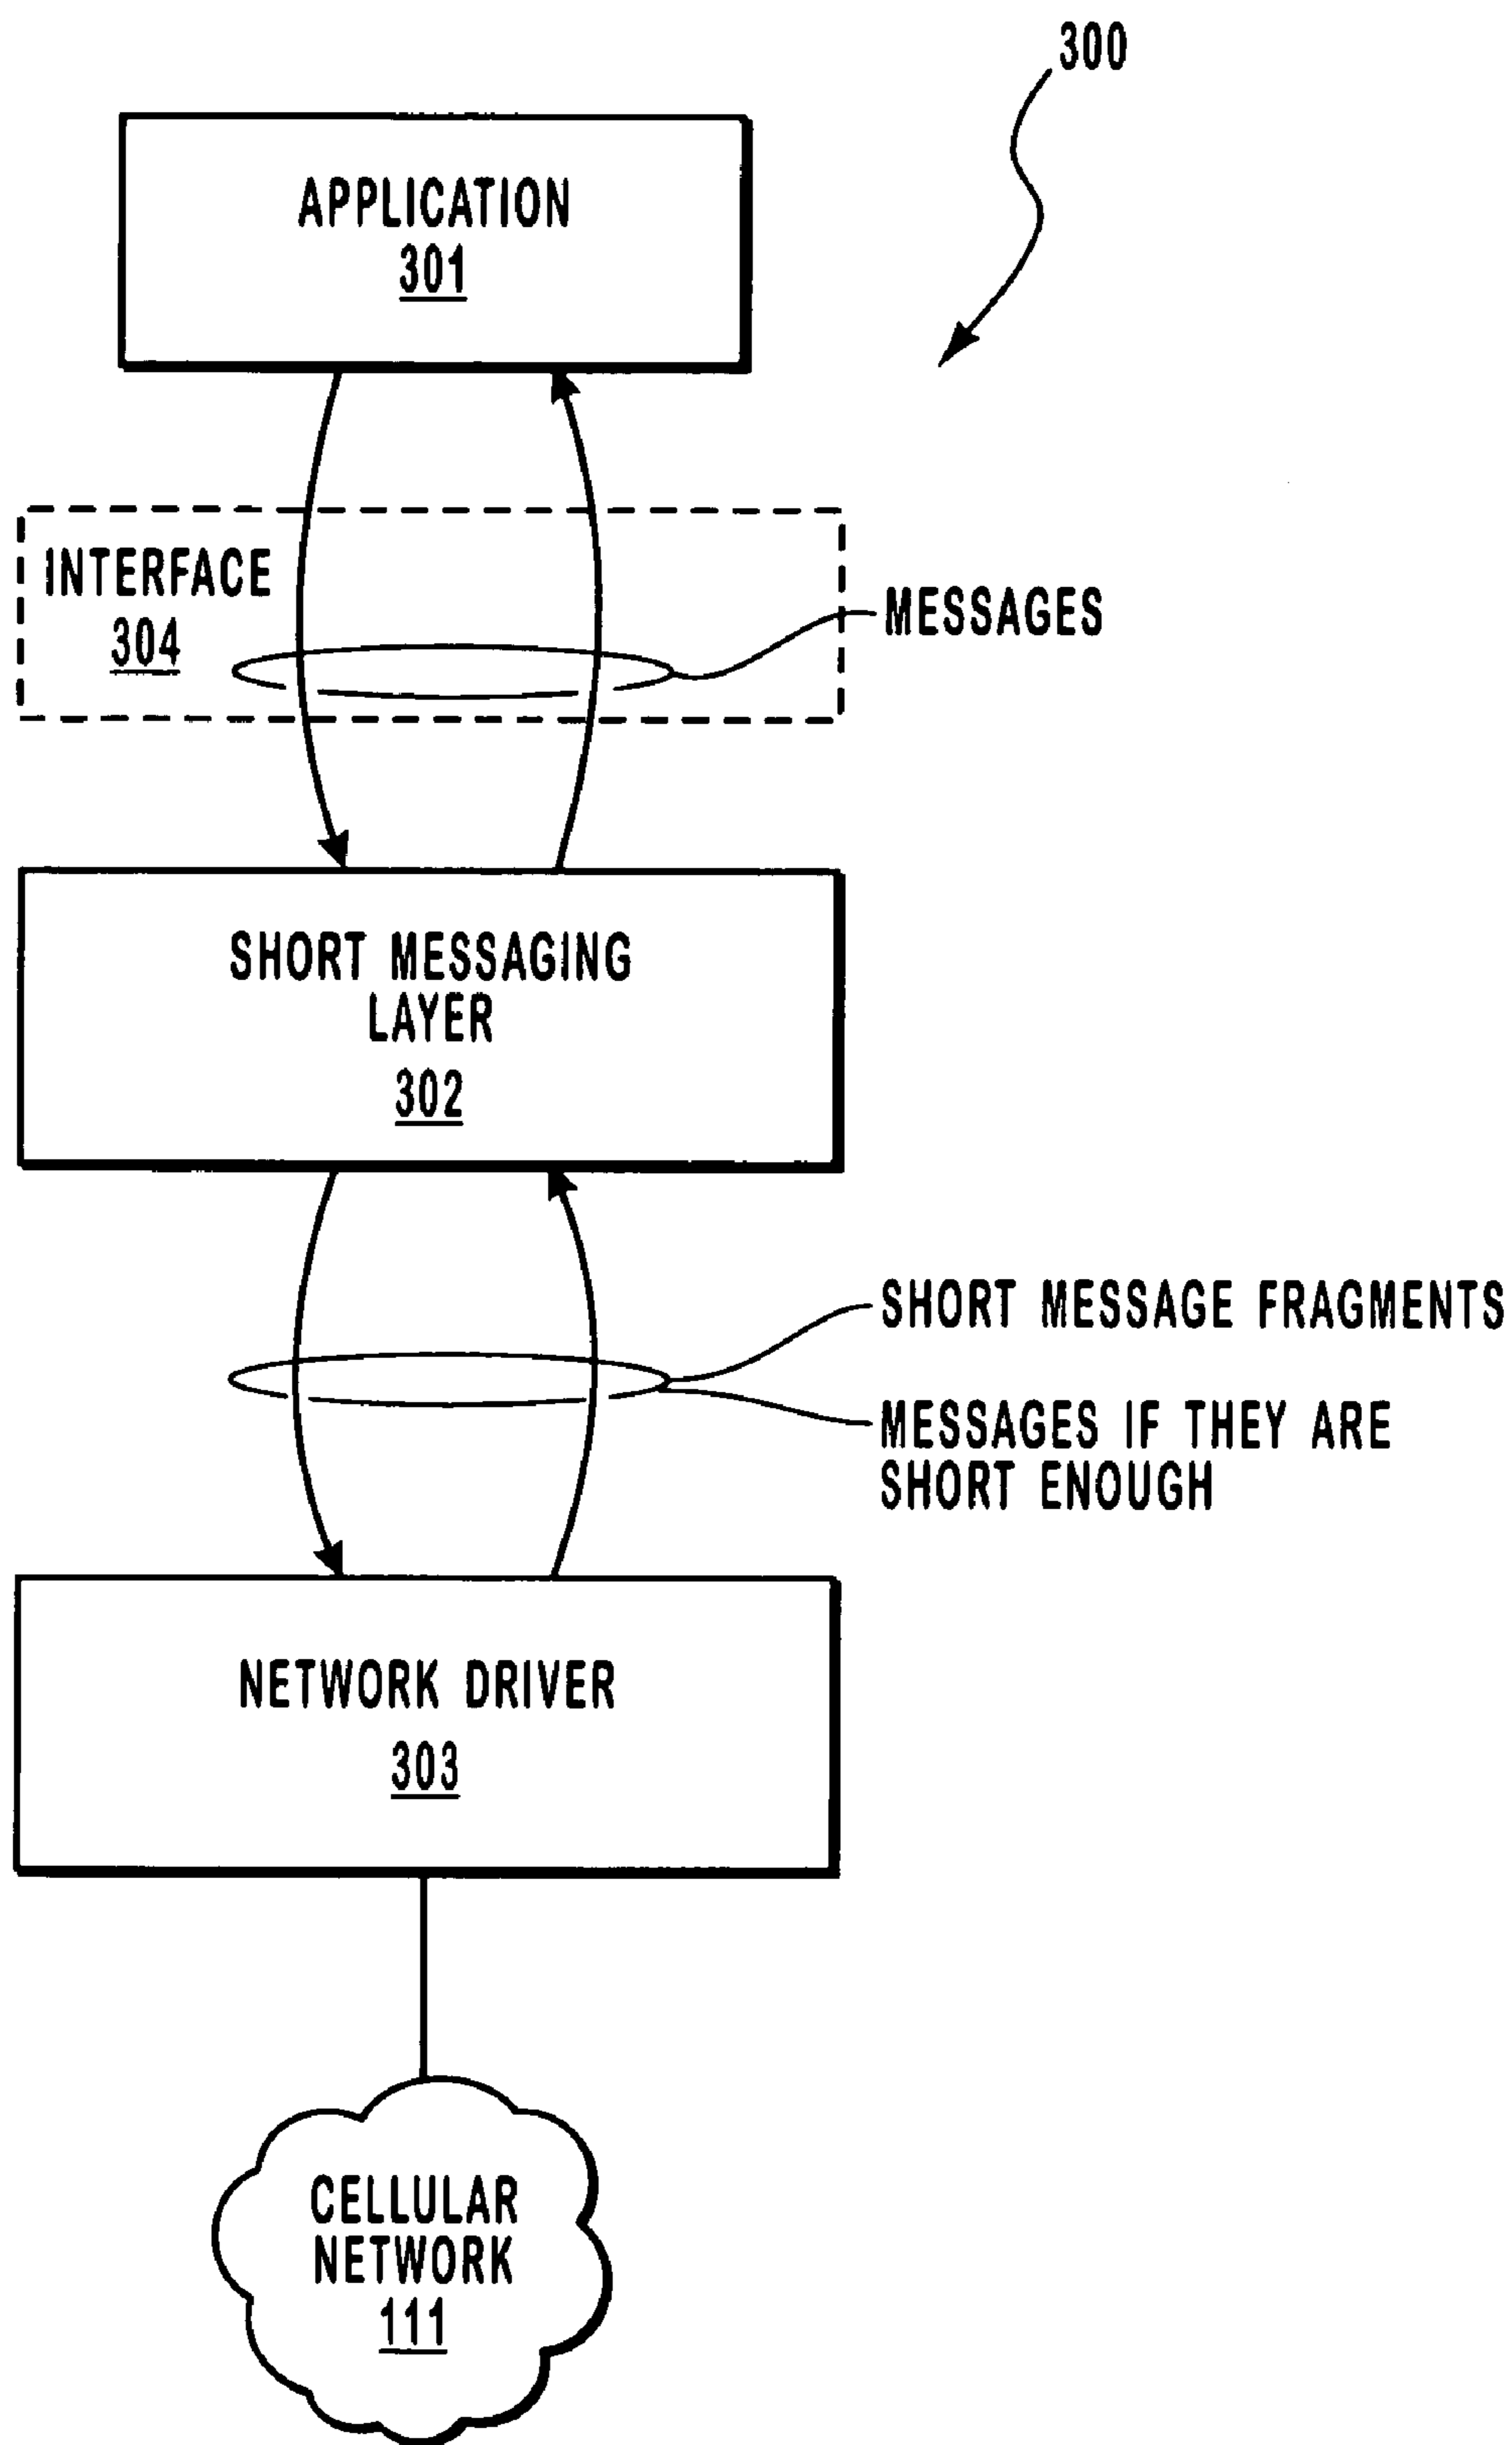 300
APPLICATION
301
INTERFACE
304
MESSAGES
SHORT MESSAGING
LAYER
302
SHORT MESSAGE FRAGMENTS
MESSAGES IF THEY ARE
SHORT ENOUGH
NETWORK DRIVER
303
CELLULAR
NETWORK
111